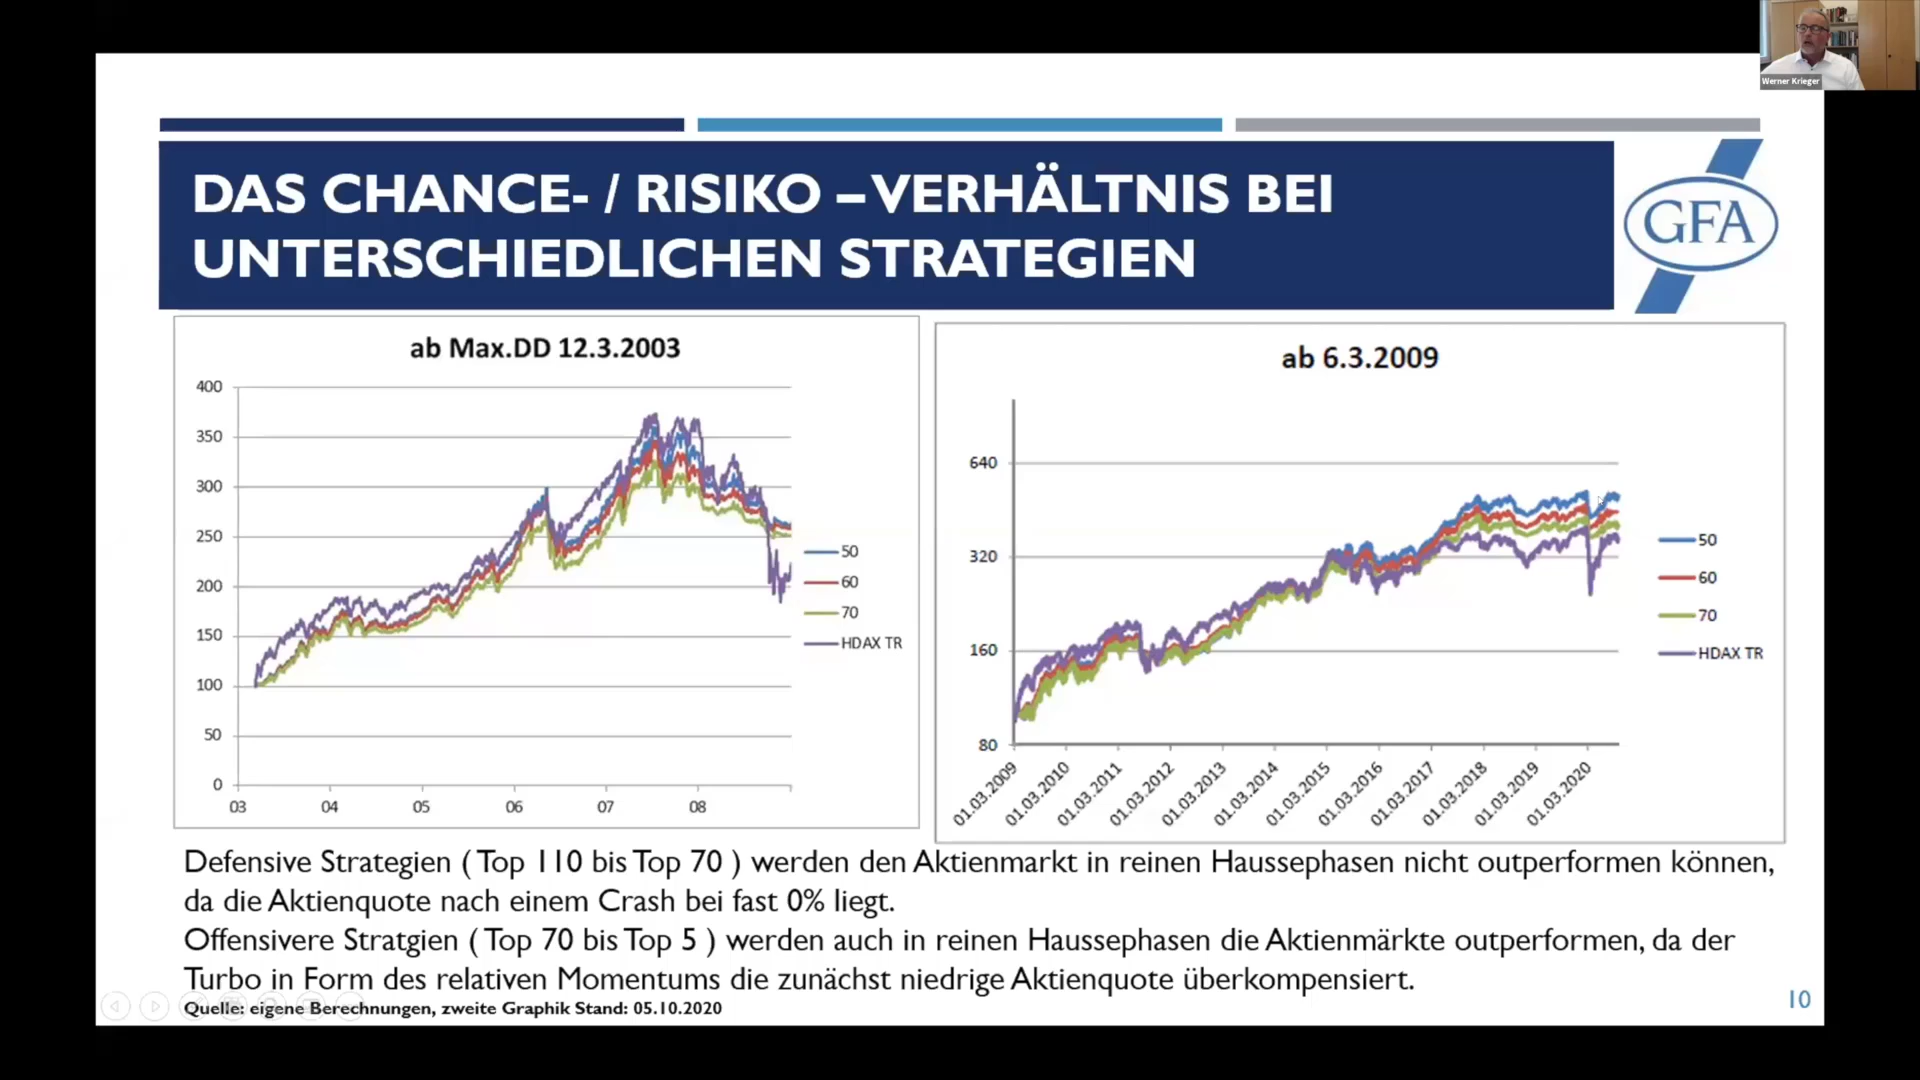 Werner Krieger
DAS CHANCE- / RISIKO – VERHÄLTNIS BEI
UNTERSCHIEDLICHEN STRATEGIEN
GFA
ab Max.DD 12.3.2003
400
350
300
250
200
150
100
50
0
03
04
05
06
07
08
50
60
70
HDAX TR
ab 6.3.2009
640
320
160
80
01.03.2009
01.03.2010
01.03.2011
01.03.2012
01.03.2013
01.03.2014
01.03.2015
01.03.2016
01.03.2017
01.03.2018
01.03.2019
01.03.2020
50
60
70
HDAX TR
Defensive Strategien ( Top 110 bis Top 70 ) werden den Aktienmarkt in reinen Haussephasen nicht outperformen können,
da die Aktienquote nach einem Crash bei fast 0% liegt.
Offensivere Stratgien ( Top 70 bis Top 5 ) werden auch in reinen Haussephasen die Aktienmärkte outperformen, da der
Turbo in Form des relativen Momentums die zunächst niedrige Aktienquote überkompensiert.
Quelle: eigene Berechnungen, zweite Graphik Stand: 05.10.2020
10